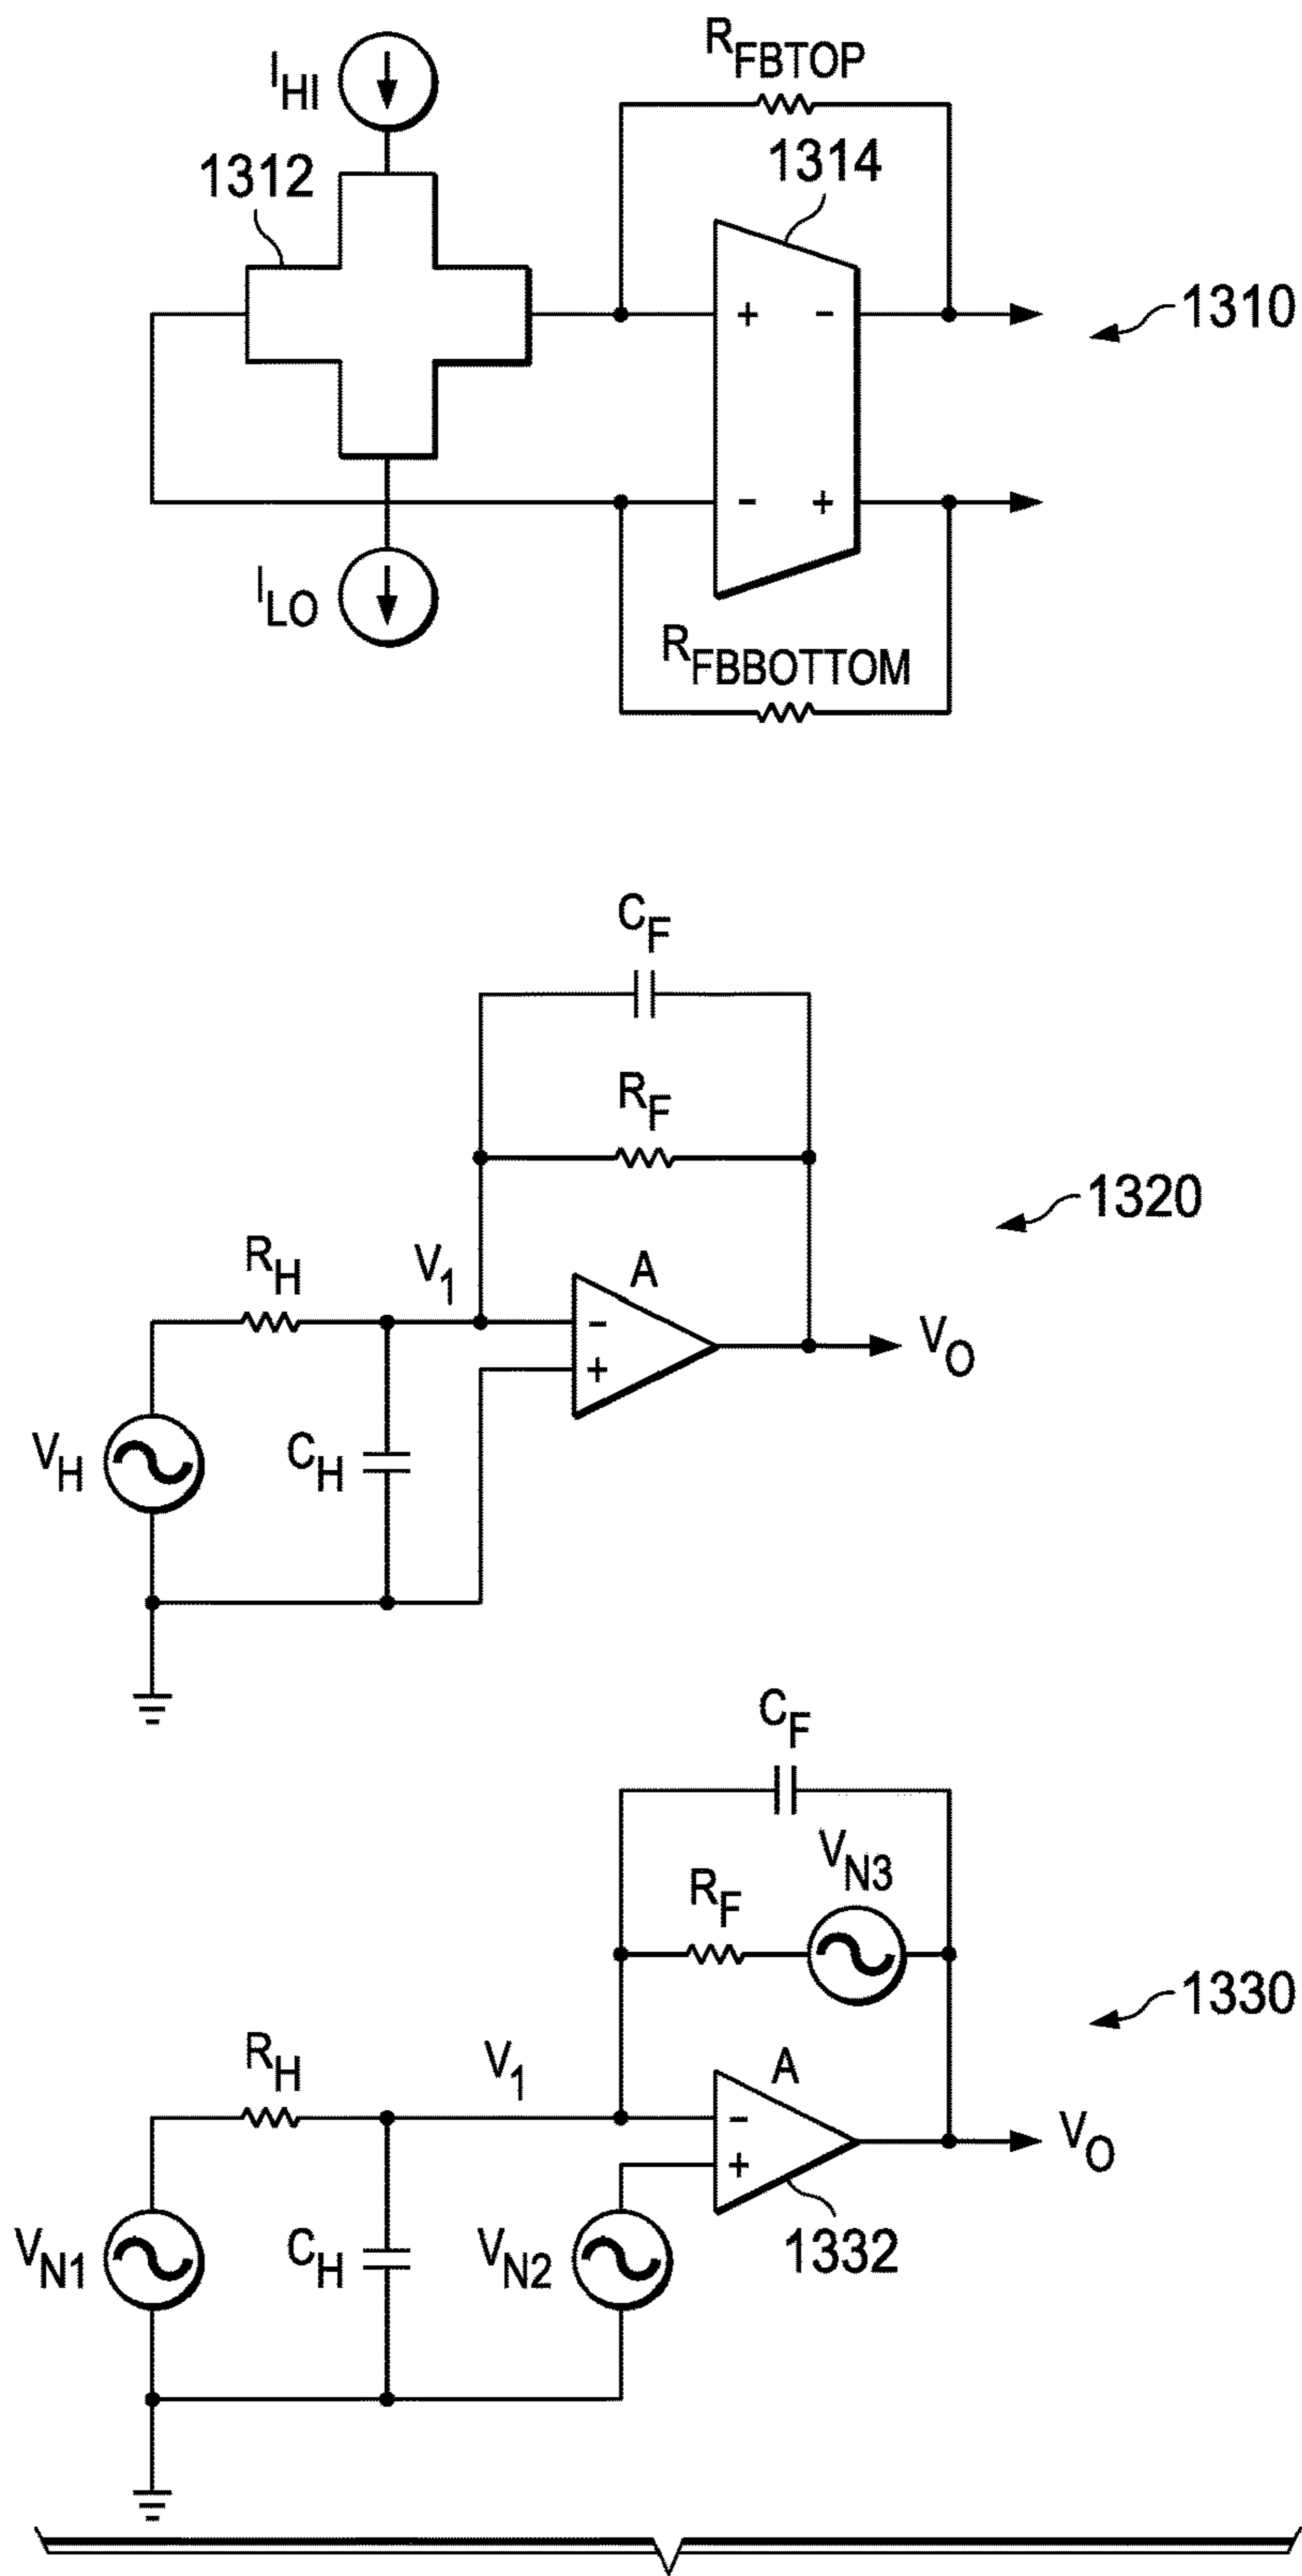 I_HI
R_FBTOP
1312
1314
1310
+ -
- +
I_LO
R_FBBOTTOM
C_F
R_F
1320
R_H
V_1
A
-
+
V_O
V_H
C_H
C_F
V_N3
R_F
1330
R_H
V_1
A
-
+
V_O
V_N1
C_H
V_N2
1332